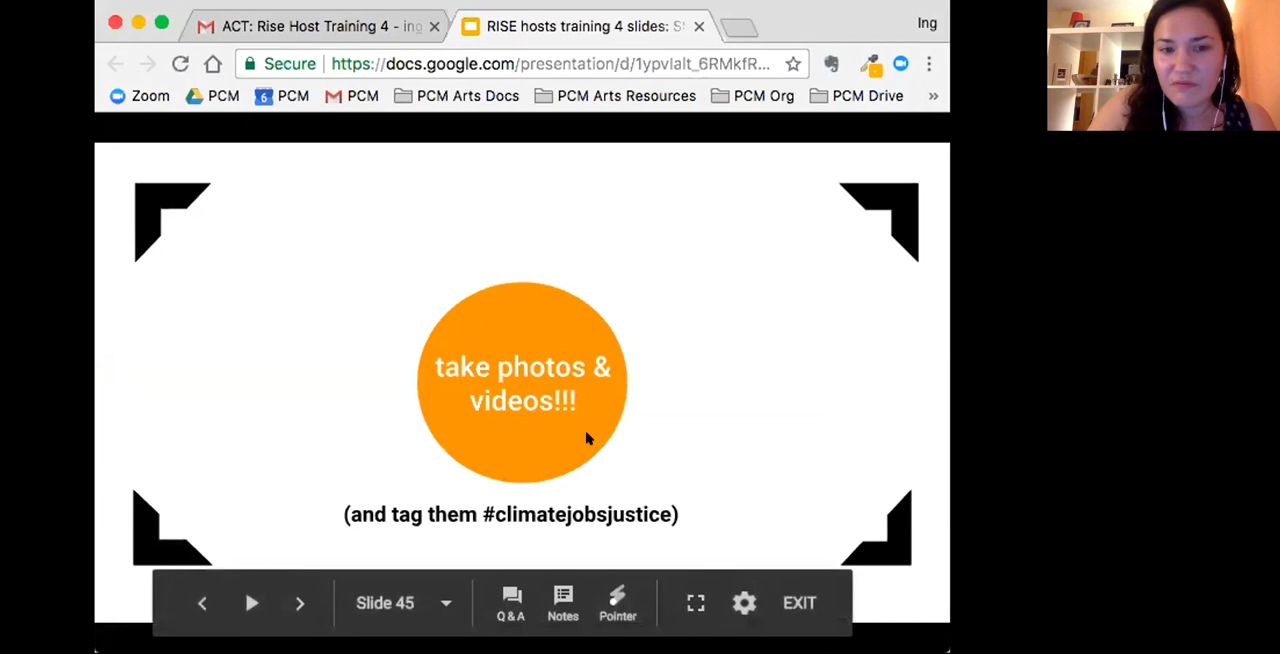 ACT: Rise Host Training 4 - ing
RISE hosts training 4 slides: S
Ing
Secure
https://docs.google.com/presentation/d/1ypvlalt_6RMkfR...
Zoom
PCM
6
PCM
PCM
PCM Arts Docs
PCM Arts Resources
PCM Org
PCM Drive
»
take photos &
videos!!!
(and tag them #climatejobsjustice)
Slide 45
Q & A
Notes
Pointer
EXIT